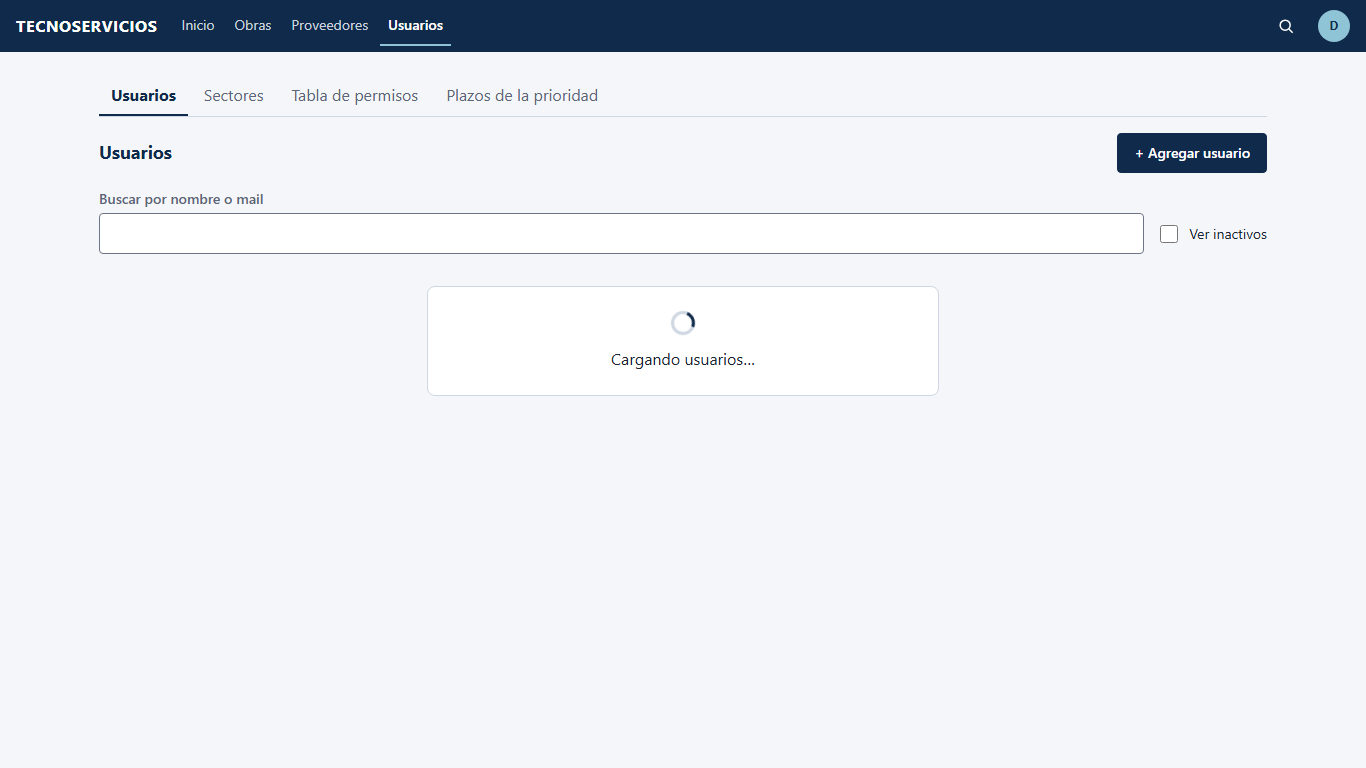 TECNOSERVICIOS Inicio Obras Proveedores Usuarios D
Usuarios Sectores Tabla de permisos Plazos de la prioridad
Usuarios + Agregar usuario
Buscar por nombre o mail
Ver inactivos
Cargando usuarios...